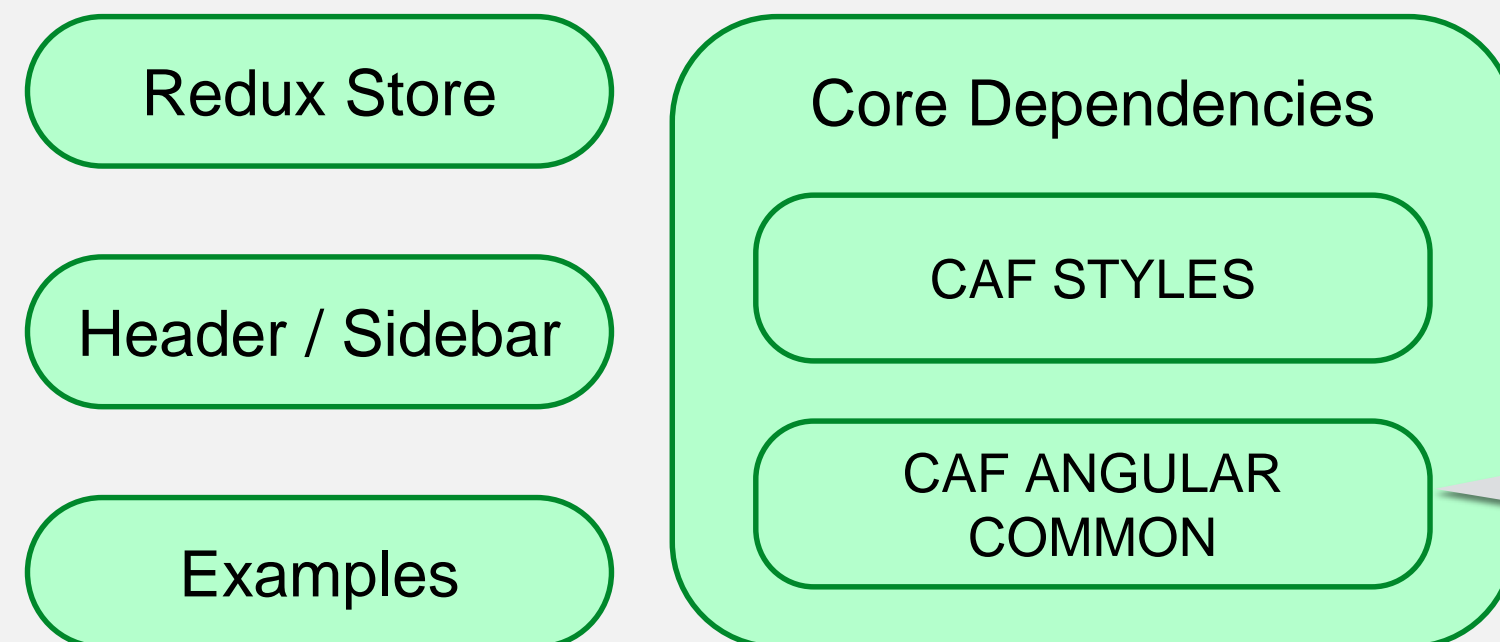 Redux Store
Header / Sidebar
Examples
Core Dependencies
CAF STYLES
CAF ANGULAR
COMMON